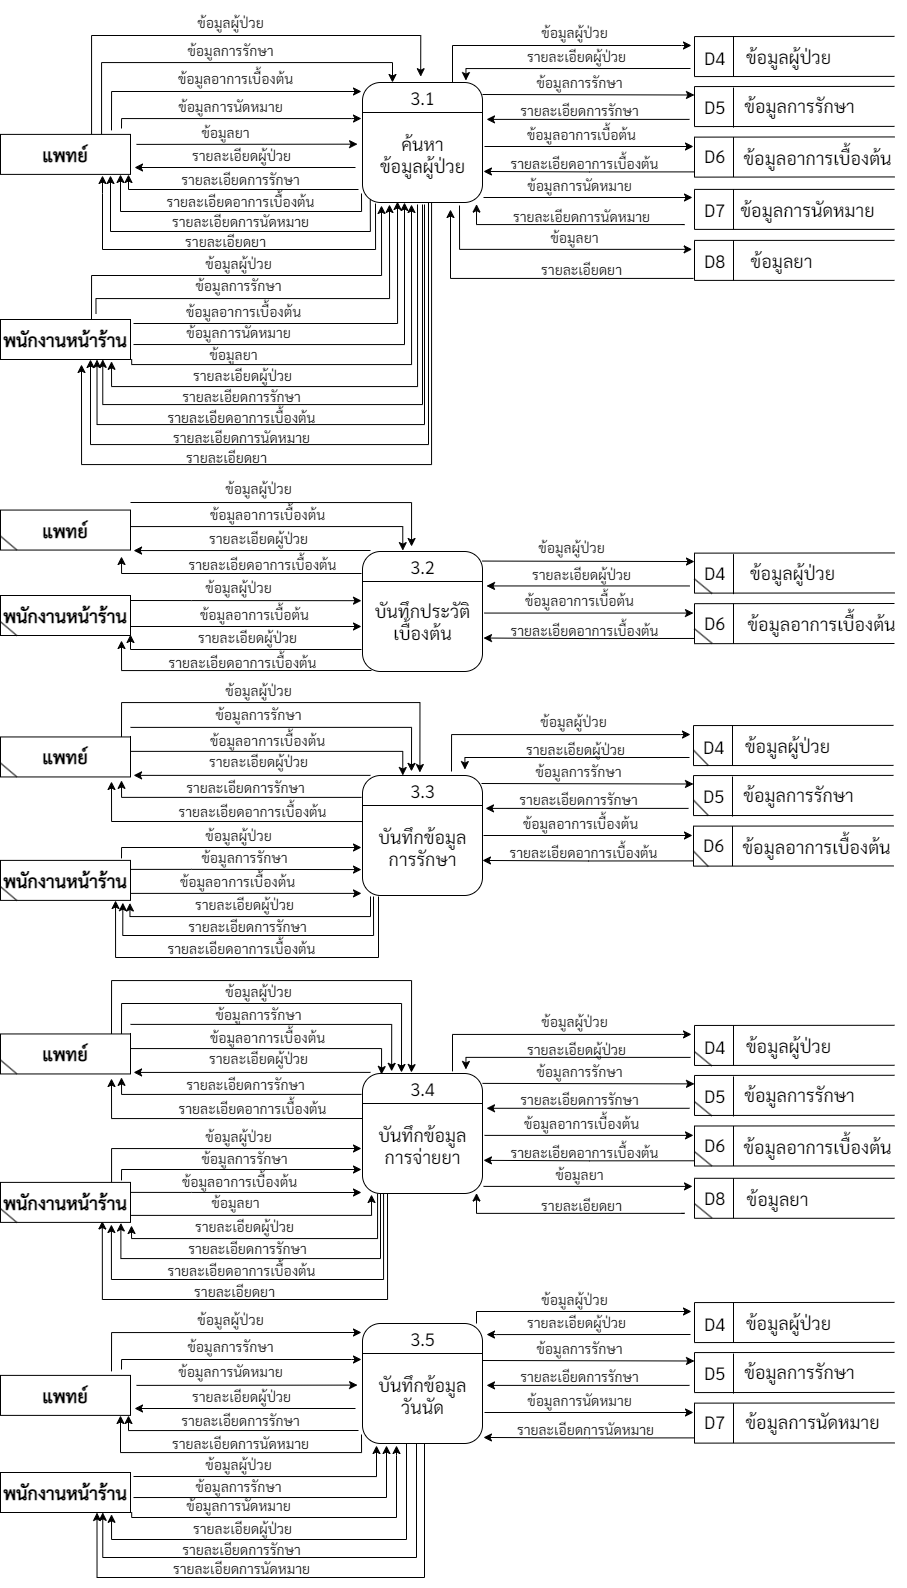 ข้อมูลผู้ป่วย
ข้อมูลการรักษา
ข้อมูลอาการเบื้องต้น
ข้อมูลการนัดหมาย
ข้อมูลยา
รายละเอียดผู้ป่วย
รายละเอียดการรักษา
รายละเอียดอาการเบื้องต้น
รายละเอียดการนัดหมาย
รายละเอียดยา
แพทย์
3.1
ค้นหา
ข้อมูลผู้ป่วย
ข้อมูลผู้ป่วย
รายละเอียดผู้ป่วย
ข้อมูลการรักษา
รายละเอียดการรักษา
ข้อมูลอาการเบื้อต้น
รายละเอียดอาการเบื้องต้น
ข้อมูลการนัดหมาย
รายละเอียดการนัดหมาย
ข้อมูลยา
รายละเอียดยา
D4 ข้อมูลผู้ป่วย
D5 ข้อมูลการรักษา
D6 ข้อมูลอาการเบื้องต้น
D7 ข้อมูลการนัดหมาย
D8 ข้อมูลยา
ข้อมูลผู้ป่วย
ข้อมูลการรักษา
ข้อมูลอาการเบื้องต้น
ข้อมูลการนัดหมาย
ข้อมูลยา
รายละเอียดผู้ป่วย
รายละเอียดการรักษา
รายละเอียดอาการเบื้องต้น
รายละเอียดการนัดหมาย
รายละเอียดยา
พนักงานหน้าร้าน
ข้อมูลผู้ป่วย
ข้อมูลอาการเบื้องต้น
รายละเอียดผู้ป่วย
รายละเอียดอาการเบื้องต้น
แพทย์
ข้อมูลผู้ป่วย
ข้อมูลอาการเบื้อต้น
รายละเอียดผู้ป่วย
รายละเอียดอาการเบื้องต้น
พนักงานหน้าร้าน
3.2
บันทึกประวัติ
เบื้องต้น
ข้อมูลผู้ป่วย
รายละเอียดผู้ป่วย
ข้อมูลอาการเบื้อต้น
รายละเอียดอาการเบื้องต้น
D4 ข้อมูลผู้ป่วย
D6 ข้อมูลอาการเบื้องต้น
ข้อมูลผู้ป่วย
ข้อมูลการรักษา
ข้อมูลอาการเบื้องต้น
รายละเอียดผู้ป่วย
รายละเอียดการรักษา
รายละเอียดอาการเบื้องต้น
แพทย์
ข้อมูลผู้ป่วย
ข้อมูลการรักษา
ข้อมูลอาการเบื้องต้น
รายละเอียดผู้ป่วย
รายละเอียดการรักษา
รายละเอียดอาการเบื้องต้น
พนักงานหน้าร้าน
3.3
บันทึกข้อมูล
การรักษา
ข้อมูลผู้ป่วย
รายละเอียดผู้ป่วย
ข้อมูลการรักษา
รายละเอียดการรักษา
ข้อมูลอาการเบื้องต้น
รายละเอียดอาการเบื้องต้น
D4 ข้อมูลผู้ป่วย
D5 ข้อมูลการรักษา
D6 ข้อมูลอาการเบื้องต้น
ข้อมูลผู้ป่วย
ข้อมูลการรักษา
ข้อมูลอาการเบื้องต้น
รายละเอียดผู้ป่วย
รายละเอียดการรักษา
รายละเอียดอาการเบื้องต้น
แพทย์
ข้อมูลผู้ป่วย
ข้อมูลการรักษา
ข้อมูลอาการเบื้องต้น
ข้อมูลยา
รายละเอียดผู้ป่วย
รายละเอียดการรักษา
รายละเอียดอาการเบื้องต้น
รายละเอียดยา
พนักงานหน้าร้าน
3.4
บันทึกข้อมูล
การจ่ายยา
ข้อมูลผู้ป่วย
รายละเอียดผู้ป่วย
ข้อมูลการรักษา
รายละเอียดการรักษา
ข้อมูลอาการเบื้องต้น
รายละเอียดอาการเบื้องต้น
ข้อมูลยา
รายละเอียดยา
D4 ข้อมูลผู้ป่วย
D5 ข้อมูลการรักษา
D6 ข้อมูลอาการเบื้องต้น
D8 ข้อมูลยา
ข้อมูลผู้ป่วย
ข้อมูลการรักษา
ข้อมูลการนัดหมาย
รายละเอียดผู้ป่วย
รายละเอียดการรักษา
รายละเอียดการนัดหมาย
แพทย์
ข้อมูลผู้ป่วย
ข้อมูลการรักษา
ข้อมูลการนัดหมาย
รายละเอียดผู้ป่วย
รายละเอียดการรักษา
รายละเอียดการนัดหมาย
พนักงานหน้าร้าน
3.5
บันทึกข้อมูล
วันนัด
ข้อมูลผู้ป่วย
รายละเอียดผู้ป่วย
ข้อมูลการรักษา
รายละเอียดการรักษา
ข้อมูลการนัดหมาย
รายละเอียดการนัดหมาย
D4 ข้อมูลผู้ป่วย
D5 ข้อมูลการรักษา
D7 ข้อมูลการนัดหมาย